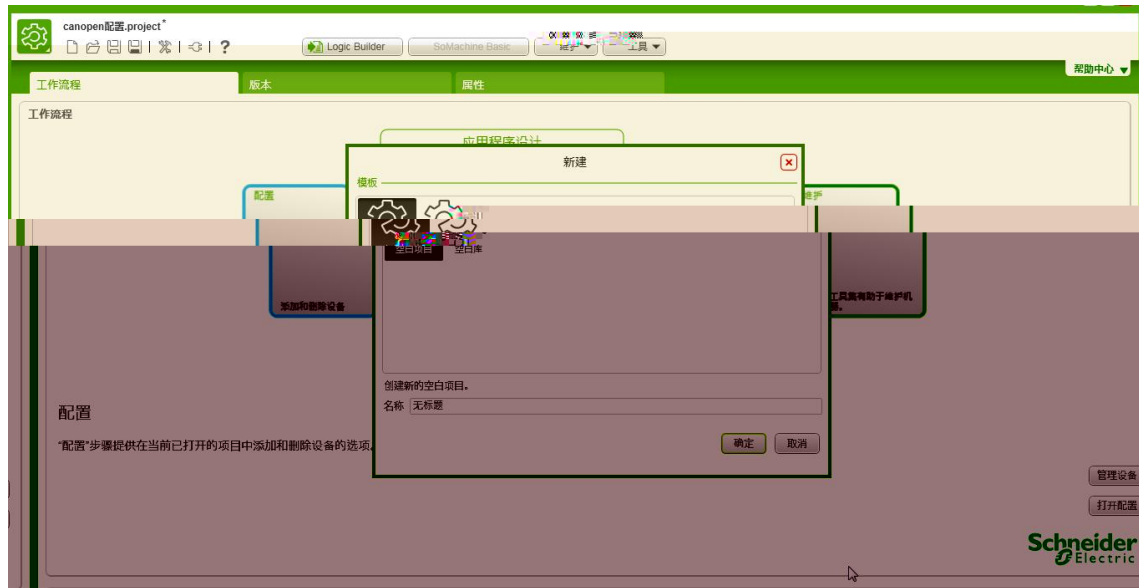 canopen配置.project*
Logic Builder
SoMachine Basic
工具
帮助中心
工作流程
版本
属性
工作流程
应用程序设计
新建
模板
配置
维护
空白项目
空白库
添加和删除设备
工具集有助于维护机器。
创建新的空白项目。
名称 无标题
确定
取消
配置
“配置”步骤提供在当前已打开的项目中添加和删除设备的选项。
管理设备
打开配置
Schneider
Electric